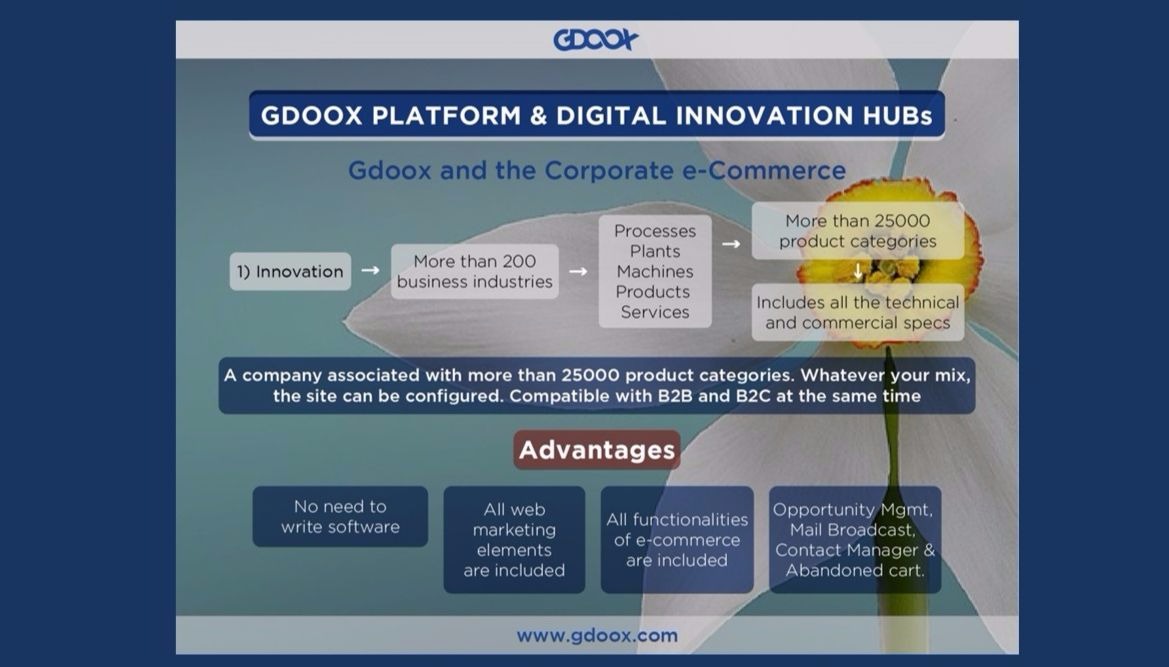 GDOOX
GDOOX PLATFORM & DIGITAL INNOVATION HUBs
Gdoox and the Corporate e-Commerce
1) Innovation
More than 200
business industries
Processes
Plants
Machines
Products
Services
More than 25000
product categories
Includes all the technical
and commercial specs
A company associated with more than 25000 product categories. Whatever your mix,
the site can be configured. Compatible with B2B and B2C at the same time
Advantages
No need to
write software
All web
marketing
elements
are included
All functionalities
of e-commerce
are included
Opportunity Mgmt,
Mail Broadcast,
Contact Manager &
Abandoned cart.
www.gdoox.com